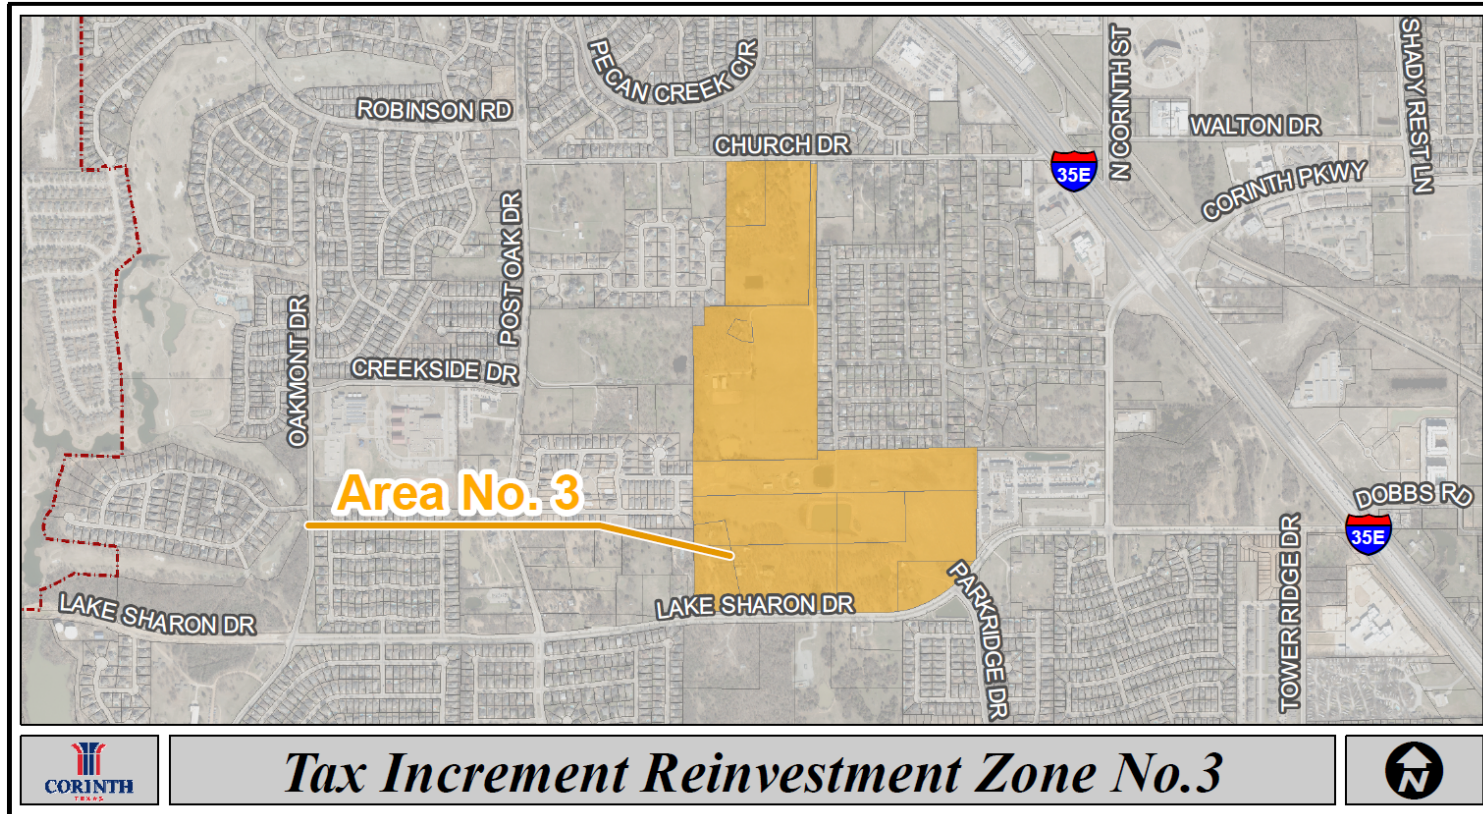 PECAN CREEK CIR
N CORINTH ST
SHADY REST LN
ROBINSON RD
WALTON DR
CHURCH DR
35E
CORINTH PKWY
POST OAK DR
OAKMONT DR
CREEKSIDE DR
Area No. 3
DOBBS RD
35E
TOWER RIDGE DR
PARKRIDGE DR
LAKE SHARON DR
LAKE SHARON DR
CORINTH
TEXAS
Tax Increment Reinvestment Zone No.3
N